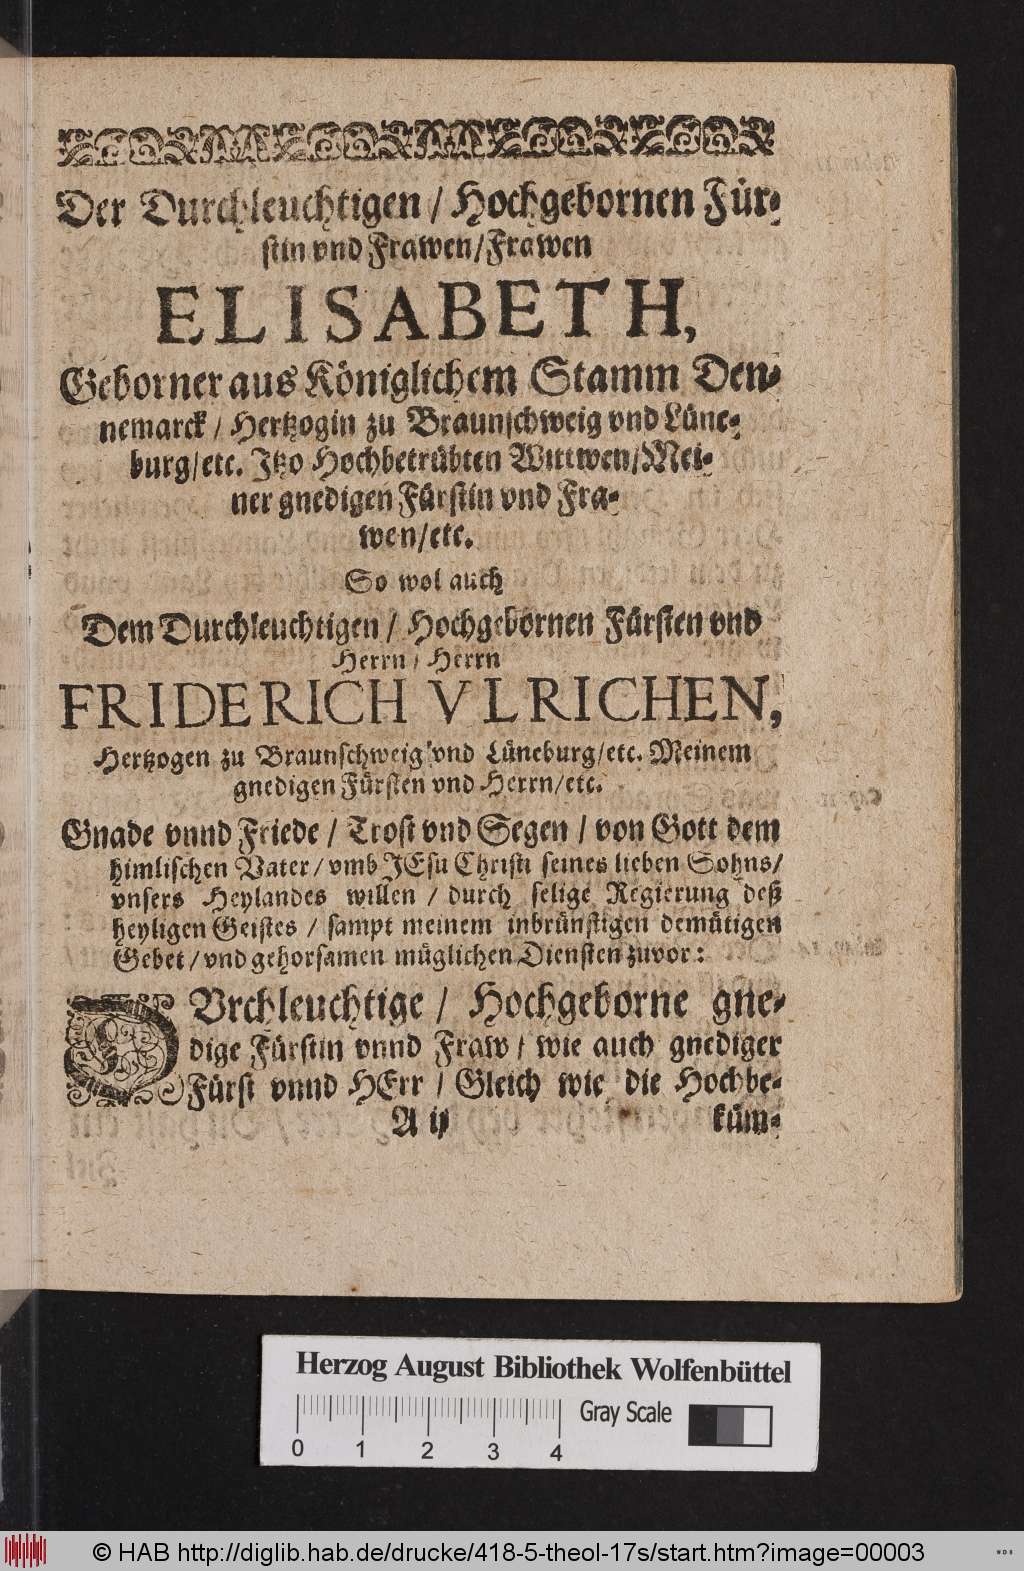 Der Durchleuchtigen / Hochgebornen Für-
stin vnd Frawen/Frawen
ELISABETH,
Geborner aus Königlichem Stamm Den-
nemarck / Hertzogin zu Braunschweig vnd Lüne-
burg/etc. Itzo Hochbetrübten Wittwen/Mei-
ner gnedigen Fürstin vnd Fra-
wen/etc.
So wol auch
Dem Durchleuchtigen / Hochgebornen Fürsten vnd
Herrn / Herrn
FRIDERICH VLRICHEN,
Hertzogen zu Braunschweig vnd Lüneburg/etc. Meinem
gnedigen Fürsten vnd Herrn/etc.
Gnade vnnd Friede / Trost vnd Segen / von Gott dem
himlischen Vater / vmb JEsu Christi seines lieben Sohns/
vnsers Heylandes willen / durch selige Regierung deß
heyligen Geistes / sampt meinem inbrünstigen demütigen
Gebet / vnd gehorsamen müglichen Diensten zuvor:
DVrchleuchtige / Hochgeborne gne-
dige Fürstin vnnd Fraw / wie auch gnediger
Fürst vnnd HErr / Gleich wie die Hochbe-
A ij küm-
Herzog August Bibliothek Wolfenbüttel
Gray Scale
0 1 2 3 4
© HAB http://diglib.hab.de/drucke/418-5-theol-17s/start.htm?image=00003